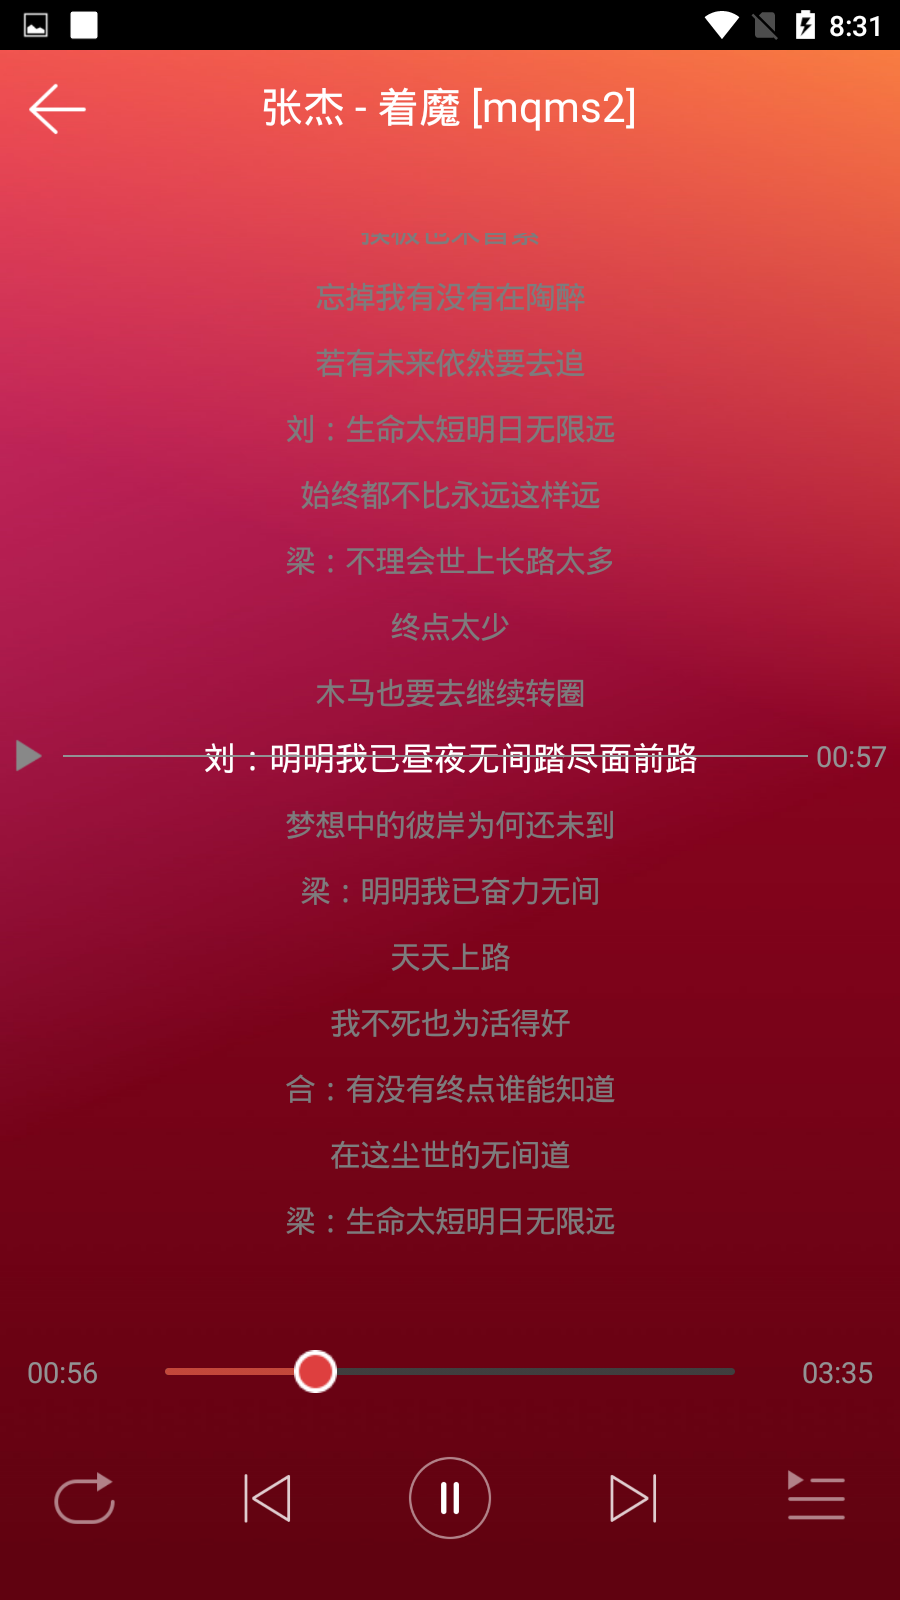 8:31
张杰 - 着魔 [mqms2]
忘掉我有没有在陶醉
若有未来依然要去追
刘：生命太短明日无限远
始终都不比永远这样远
梁：不理会世上长路太多
终点太少
木马也要去继续转圈
刘：明明我已昼夜无间踏尽面前路
00:57
梦想中的彼岸为何还未到
梁：明明我已奋力无间
天天上路
我不死也为活得好
合：有没有终点谁能知道
在这尘世的无间道
梁：生命太短明日无限远
00:56
03:35